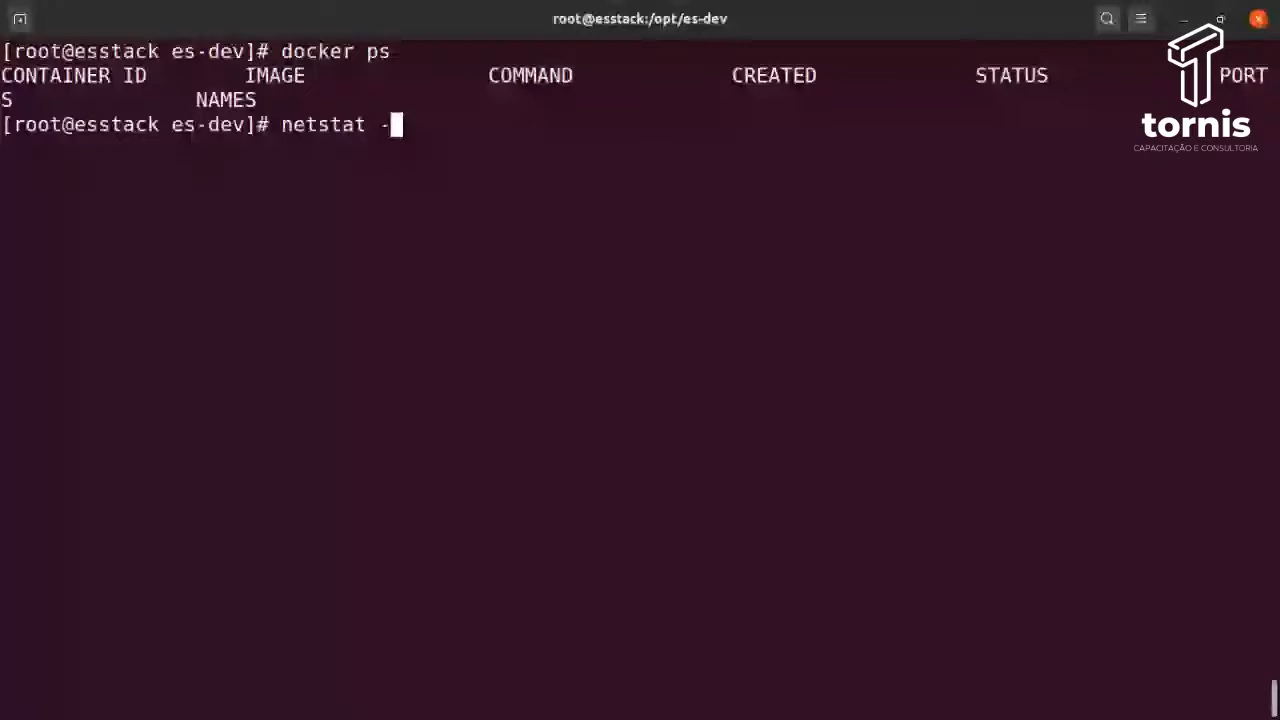 root@esstack:/opt/es-dev
[root@esstack es-dev]# docker ps
CONTAINER ID IMAGE COMMAND CREATED STATUS PORT
S NAMES
[root@esstack es-dev]# netstat -
tornis
CAPACITAÇÃO E CONSULTORIA